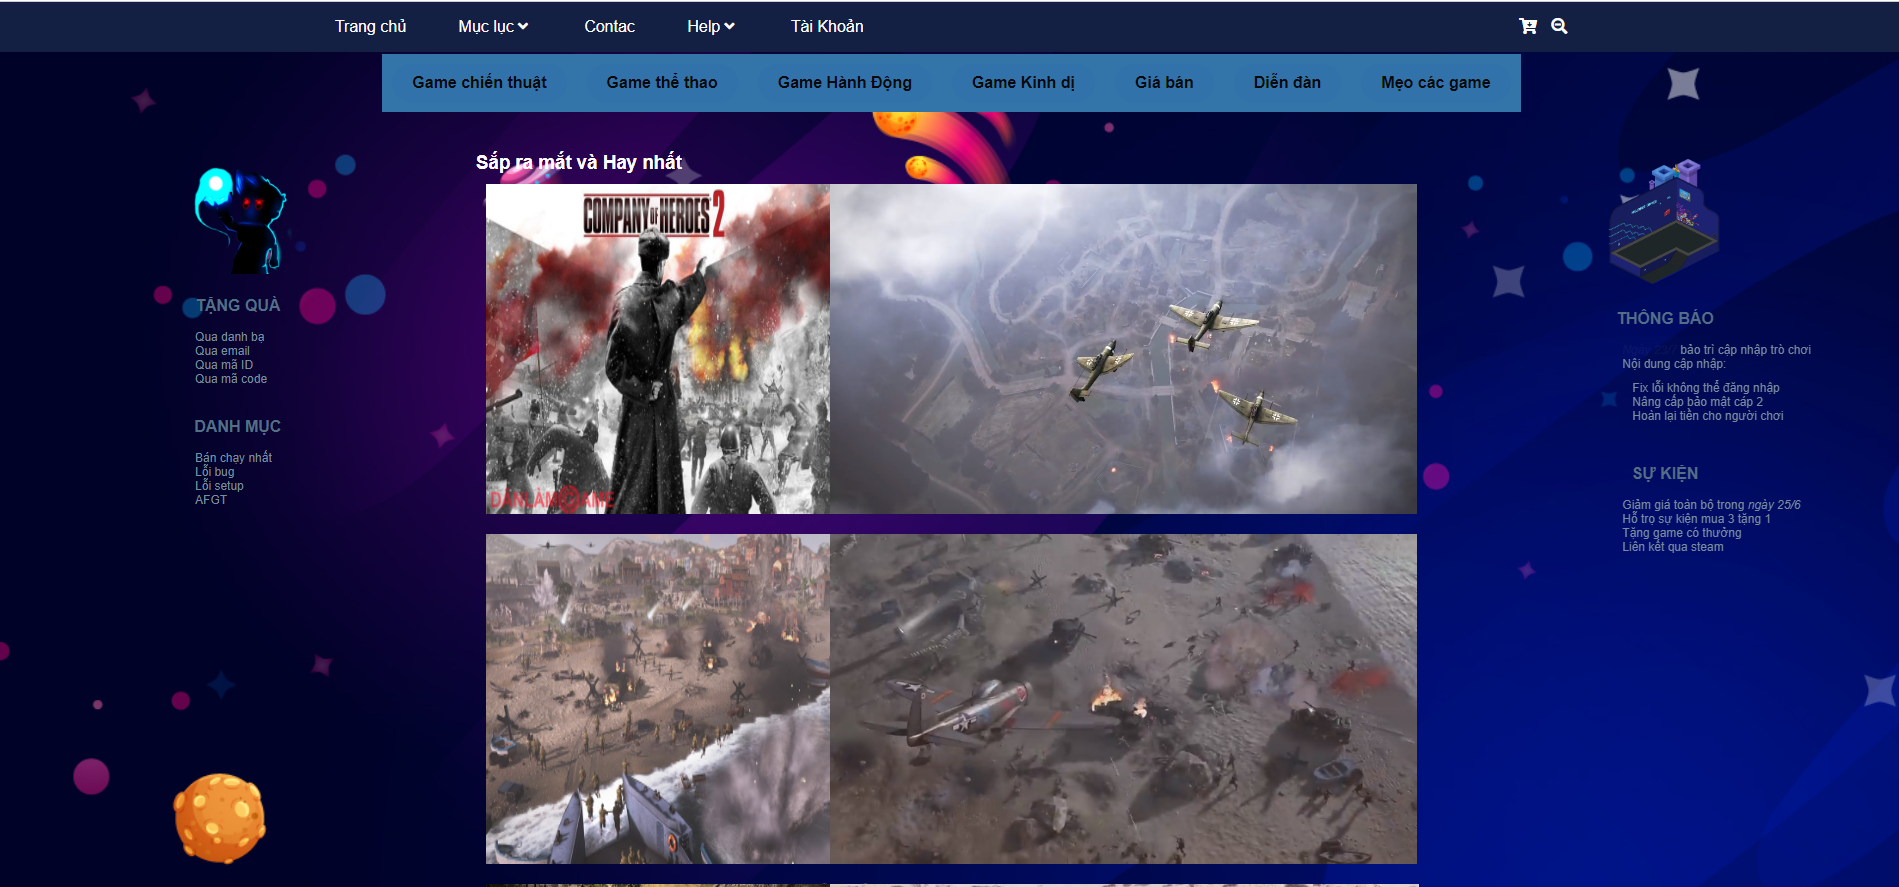 Trang chủ Mục lục Contac Help Tài Khoản
Game chiến thuật Game thể thao Game Hành Động Game Kinh dị Giá bán Diễn đàn Mẹo các game
Sắp ra mắt và Hay nhất
COMPANY OF HEROES 2
DÂNLÀMGAME
TẶNG QUÀ
Qua danh bạ
Qua email
Qua mã ID
Qua mã code
DANH MỤC
Bán chạy nhất
Lỗi bug
Lỗi setup
AFGT
THÔNG BÁO
bảo trì cập nhập trò chơi
Nội dung cập nhập:
Fix lỗi không thể đăng nhập
Nâng cấp bảo mật cáp 2
Hoàn lại tiền cho người chơi
SỰ KIỆN
Giảm giá toàn bộ trong ngày 25/6
Hỗ trọ sự kiện mua 3 tặng 1
Tặng game có thưởng
Liên kết qua steam